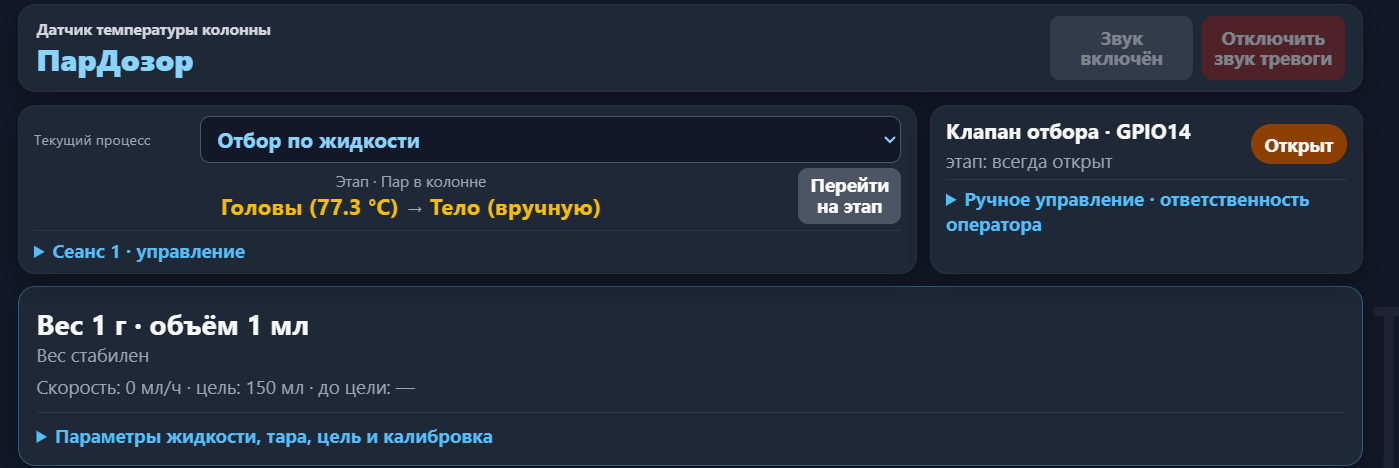 Датчик температуры колонны
ПарДозор
Звук
включён
Отключить
звук тревоги
Текущий процесс
Отбор по жидкости
Этап · Пар в колонне
Головы (77.3 °C) → Тело (вручную)
Перейти
на этап
▶ Сеанс 1 · управление
Клапан отбора · GPIO14
этап: всегда открыт
Открыт
▶ Ручное управление · ответственность
оператора
Вес 1 г · объём 1 мл
Вес стабилен
Скорость: 0 мл/ч · цель: 150 мл · до цели: —
▶ Параметры жидкости, тара, цель и калибровка